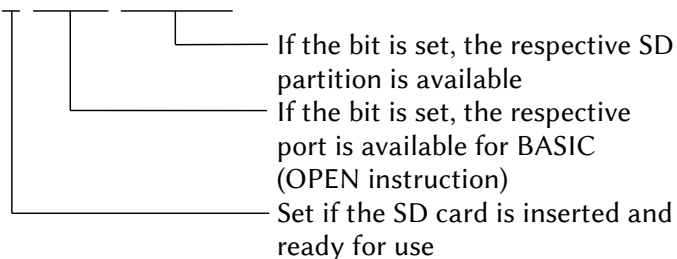 If the bit is set, the respective SD
partition is available
If the bit is set, the respective
port is available for BASIC
(OPEN instruction)
Set if the SD card is inserted and
ready for use